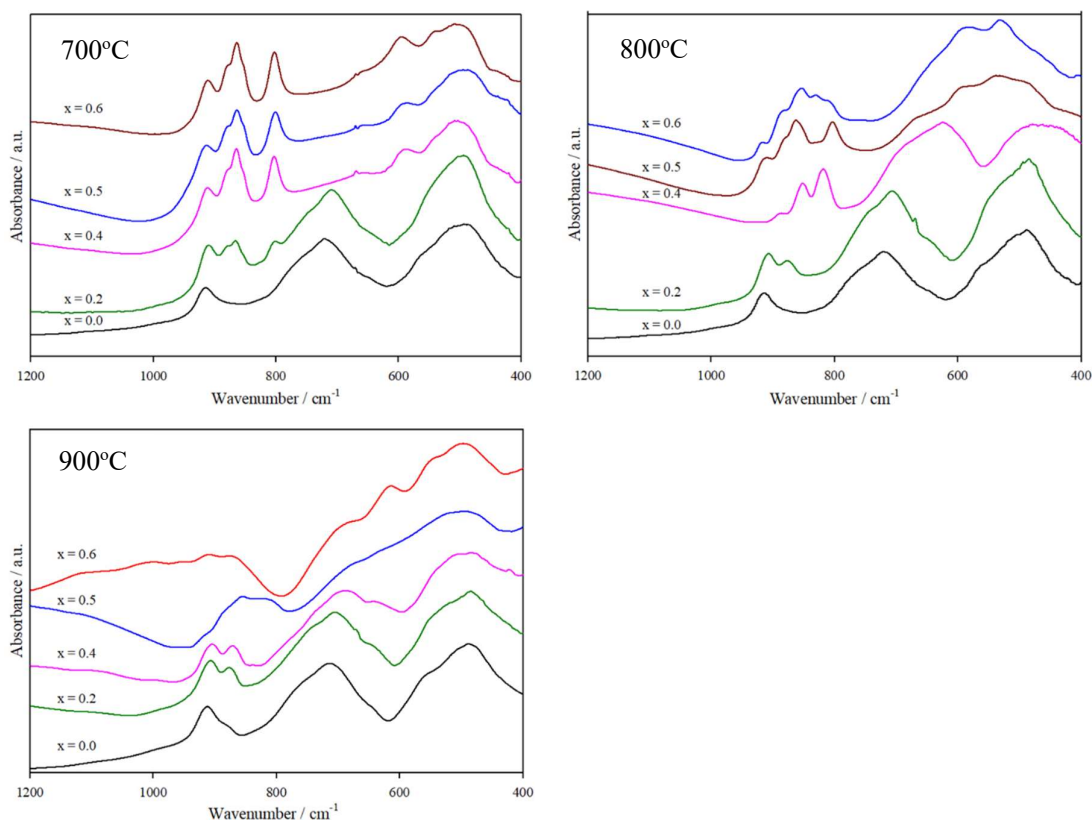 700°C
x = 0.6
x = 0.5
x = 0.4
x = 0.2
x = 0.0
Absorbance / a.u.
1200 1000 800 600 400
Wavenumber / cm⁻¹
800°C
x = 0.6
x = 0.5
x = 0.4
x = 0.2
x = 0.0
Absorbance / a.u.
1200 1000 800 600 400
Wavenumber / cm⁻¹
900°C
x = 0.6
x = 0.5
x = 0.4
x = 0.2
x = 0.0
Absorbance / a.u.
1200 1000 800 600 400
Wavenumber / cm⁻¹